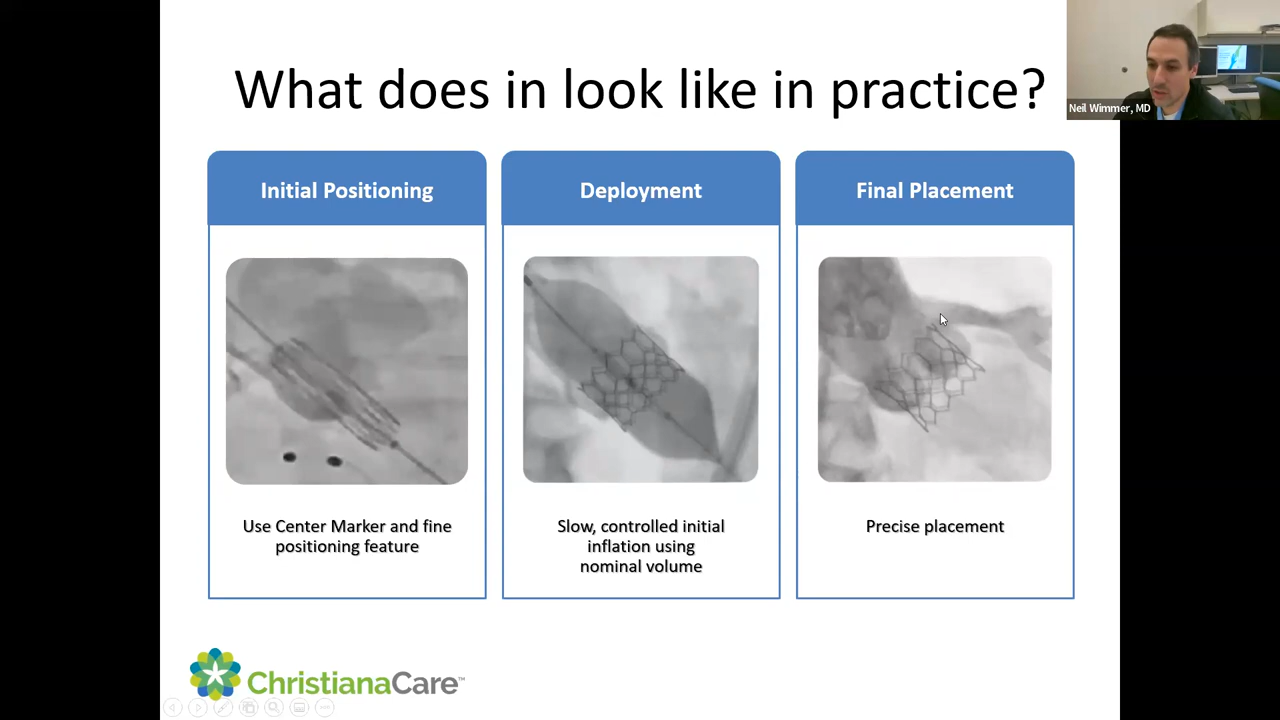 What does in look like in practice?
Neil Wimmer, MD
Initial Positioning
Deployment
Final Placement
Use Center Marker and fine
positioning feature
Slow, controlled initial
inflation using
nominal volume
Precise placement
ChristianaCare™